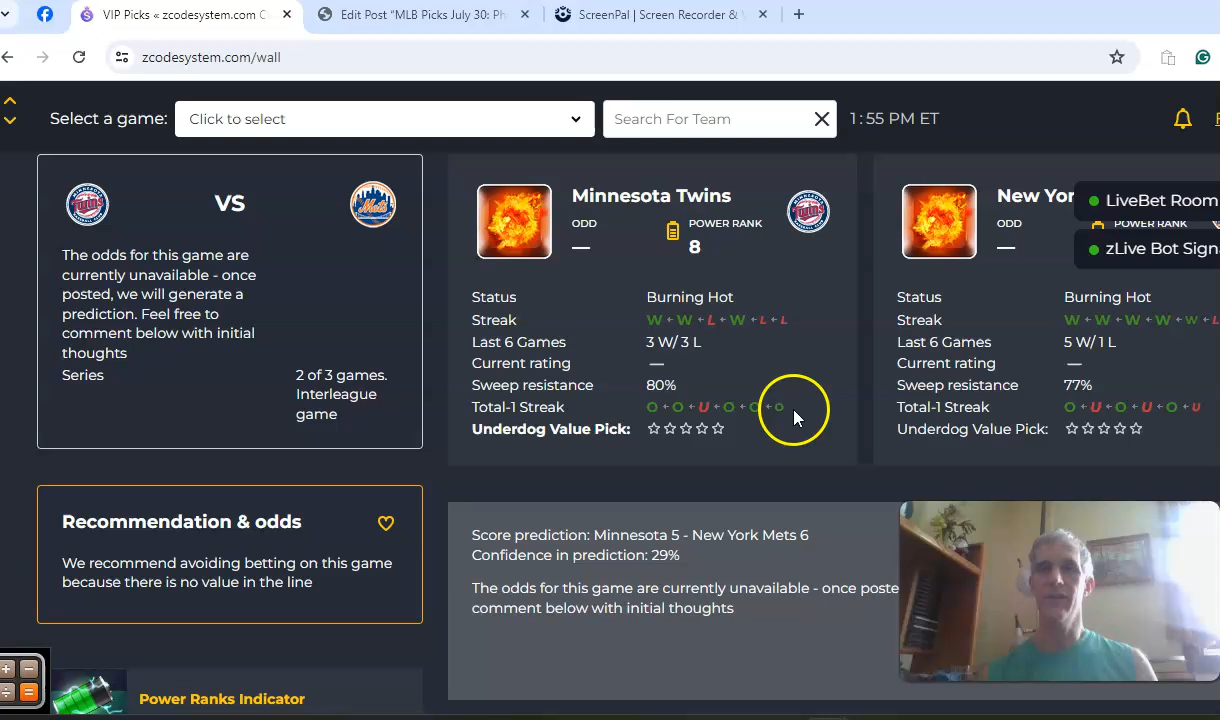 VIP Picks « zcodesystem.com C
Edit Post "MLB Picks July 30: Ph
ScreenPal | Screen Recorder &
zcodesystem.com/wall
Select a game:
Click to select
Search For Team
1:55 PM ET
VS
The odds for this game are
currently unavailable - once
posted, we will generate a
prediction. Feel free to
comment below with initial
thoughts
Series
2 of 3 games.
Interleague
game
Minnesota Twins
ODD
—
POWER RANK
8
Status Burning Hot
Streak W W L W L L
Last 6 Games 3 W/ 3 L
Current rating —
Sweep resistance 80%
Total-1 Streak O O U O O O
Underdog Value Pick:
New Yor
ODD
—
POWER RANK
LiveBet Room
zLive Bot Sign
Status Burning Hot
Streak W W W W W L
Last 6 Games 5 W/ 1 L
Current rating —
Sweep resistance 77%
Total-1 Streak O U O U O U
Underdog Value Pick:
Recommendation & odds
We recommend avoiding betting on this game
because there is no value in the line
Score prediction: Minnesota 5 - New York Mets 6
Confidence in prediction: 29%
The odds for this game are currently unavailable - once poste
comment below with initial thoughts
Power Ranks Indicator